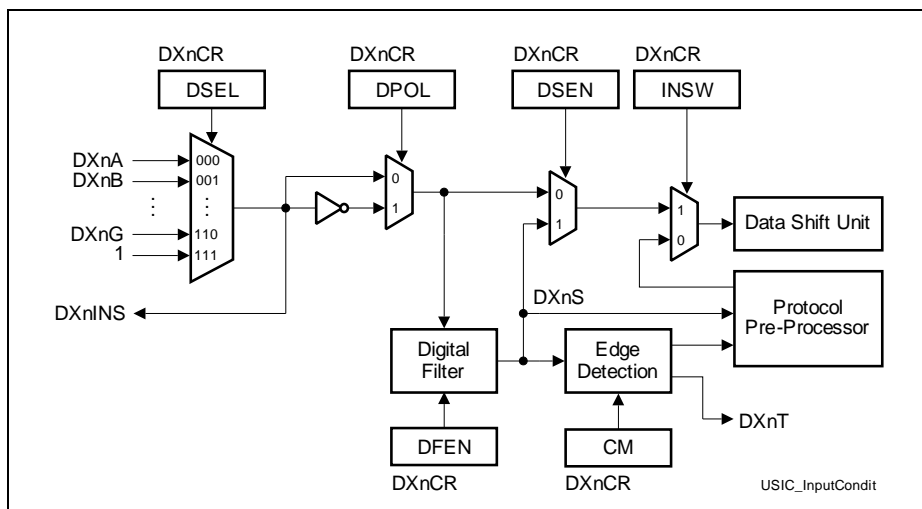 DXnCR
DXnCR
DXnCR
DXnCR
DSEL
DPOL
DSEN
INSW
DXnA
000
DXnB
001
0
0
1
1
1
0
Data Shift Unit
DXnG
110
1
111
DXnINS
DXnS
Protocol
Pre-Processor
Digital
Filter
Edge
Detection
DXnT
DFEN
CM
DXnCR
DXnCR
USIC_InputCondit